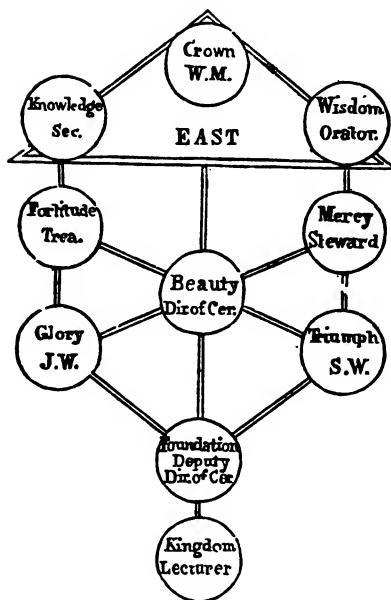 Crown
W.M.
Knowledge
Sec.
Wisdom
Orator.
EAST
Fortitude
Trea.
Mercy
Steward
Beauty
Dir of Cer.
Glory
J.W.
Triumph
S.W.
Foundation
Deputy
Dir. of Cer.
Kingdom
Lecturer